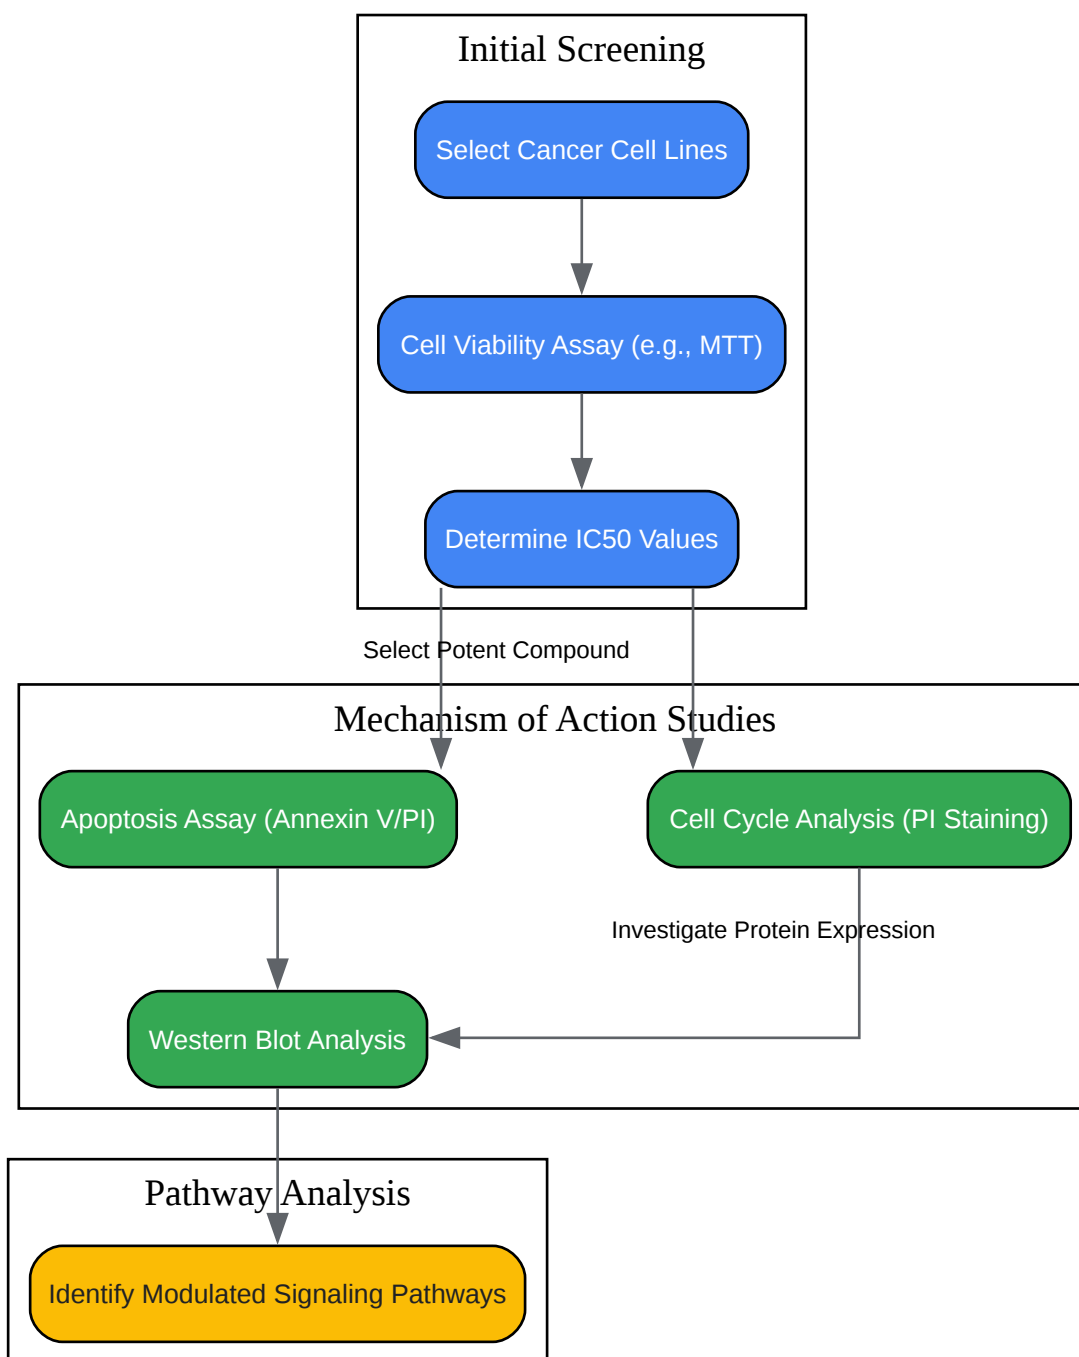 Initial Screening
Select Cancer Cell Lines
Cell Viability Assay (e.g., MTT)
Determine IC50 Values
Select Potent Compound
Mechanism of Action Studies
Apoptosis Assay (Annexin V/PI)
Cell Cycle Analysis (PI Staining)
Investigate Protein Expression
Western Blot Analysis
Pathway Analysis
Identify Modulated Signaling Pathways